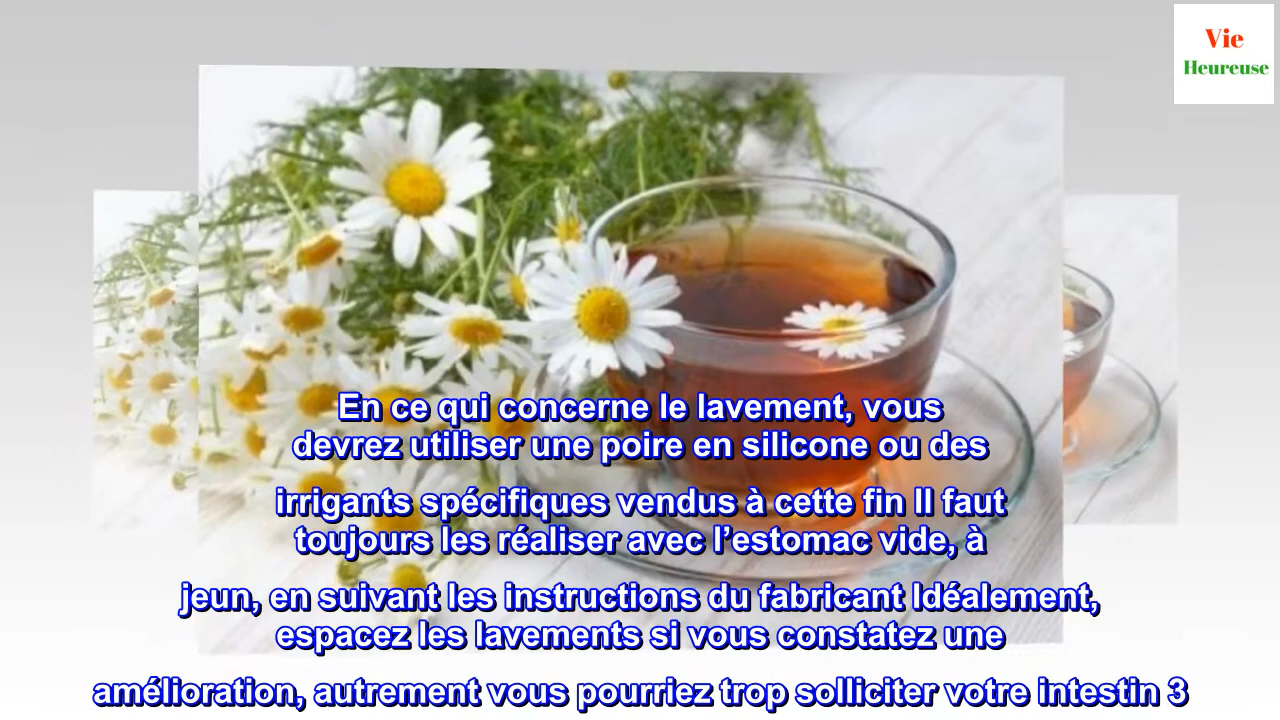 Vie
Heureuse
En ce qui concerne le lavement, vous
devrez utiliser une poire en silicone ou des
irrigants spécifiques vendus à cette fin Il faut
toujours les réaliser avec l’estomac vide, à
jeun, en suivant les instructions du fabricant Idéalement,
espacez les lavements si vous constatez une
amélioration, autrement vous pourriez trop solliciter votre intestin 3